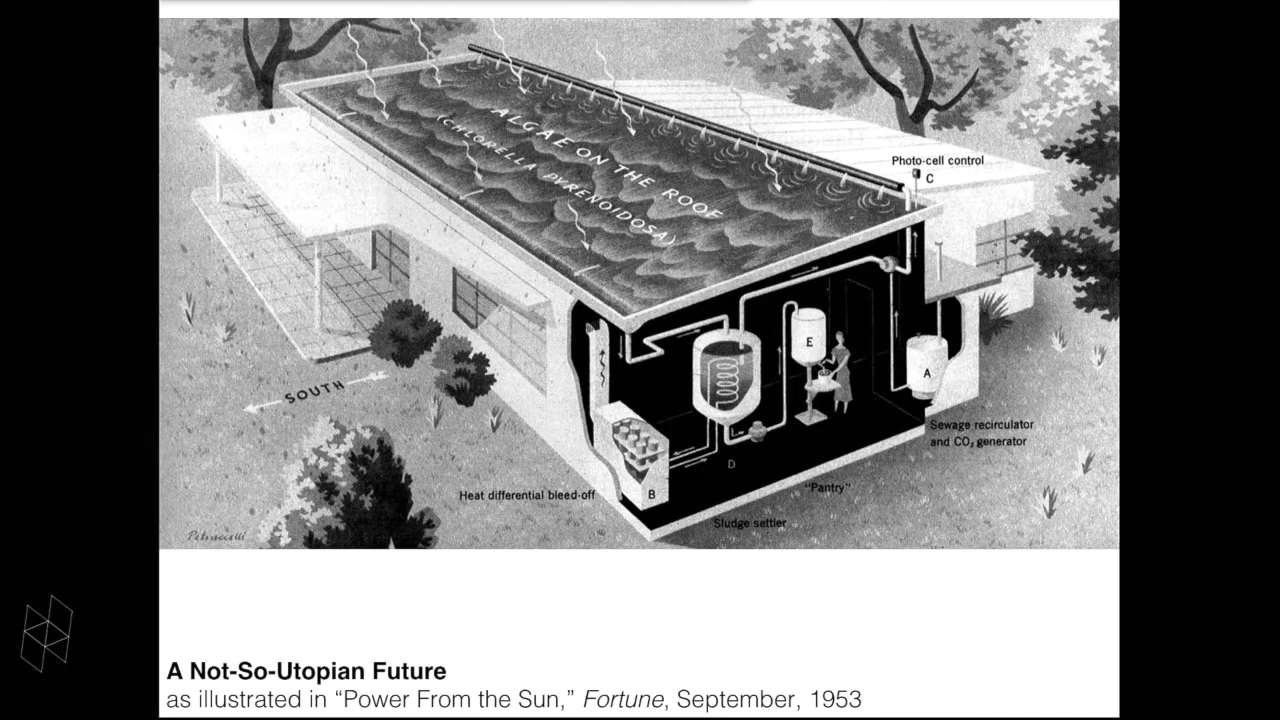 ALGAE ON THE ROOF
(CHLORELLA PYRENOIDOSA)
Photo-cell control
C
E
A
SOUTH
Sewage recirculator
and CO₂ generator
D
B
Heat differential bleed-off
"Pantry"
Sludge settler
Petruccelli
A Not-So-Utopian Future
as illustrated in “Power From the Sun,” Fortune, September, 1953